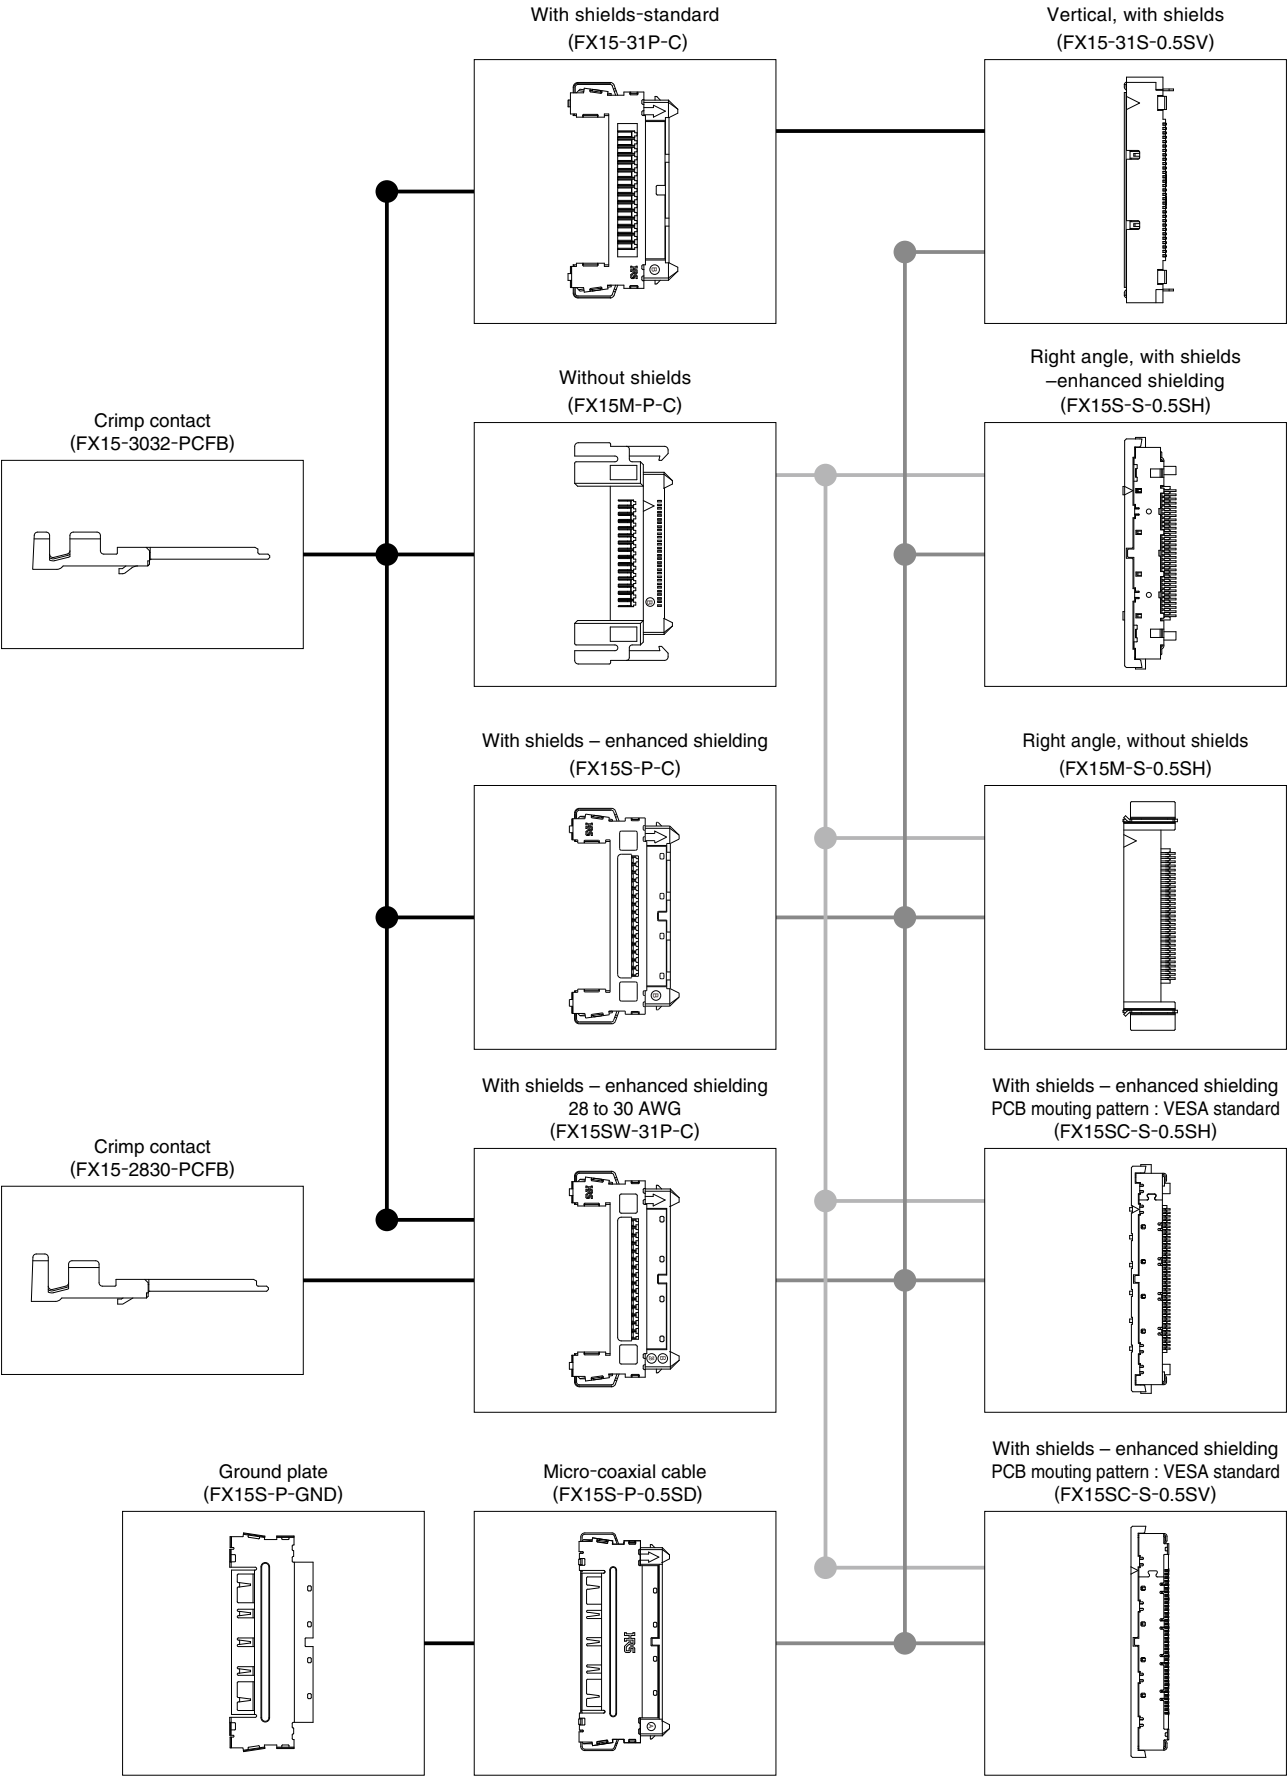 With shields-standard
(FX15-31P-C)
Vertical, with shields
(FX15-31S-0.5SV)
Without shields
(FX15M-P-C)
Right angle, with shields
–enhanced shielding
(FX15S-S-0.5SH)
Crimp contact
(FX15-3032-PCFB)
With shields – enhanced shielding
(FX15S-P-C)
Right angle, without shields
(FX15M-S-0.5SH)
With shields – enhanced shielding
28 to 30 AWG
(FX15SW-31P-C)
With shields – enhanced shielding
PCB mouting pattern : VESA standard
(FX15SC-S-0.5SH)
Crimp contact
(FX15-2830-PCFB)
Ground plate
(FX15S-P-GND)
Micro-coaxial cable
(FX15S-P-0.5SD)
With shields – enhanced shielding
PCB mouting pattern : VESA standard
(FX15SC-S-0.5SV)
HRS
HRS
HRS
HRS